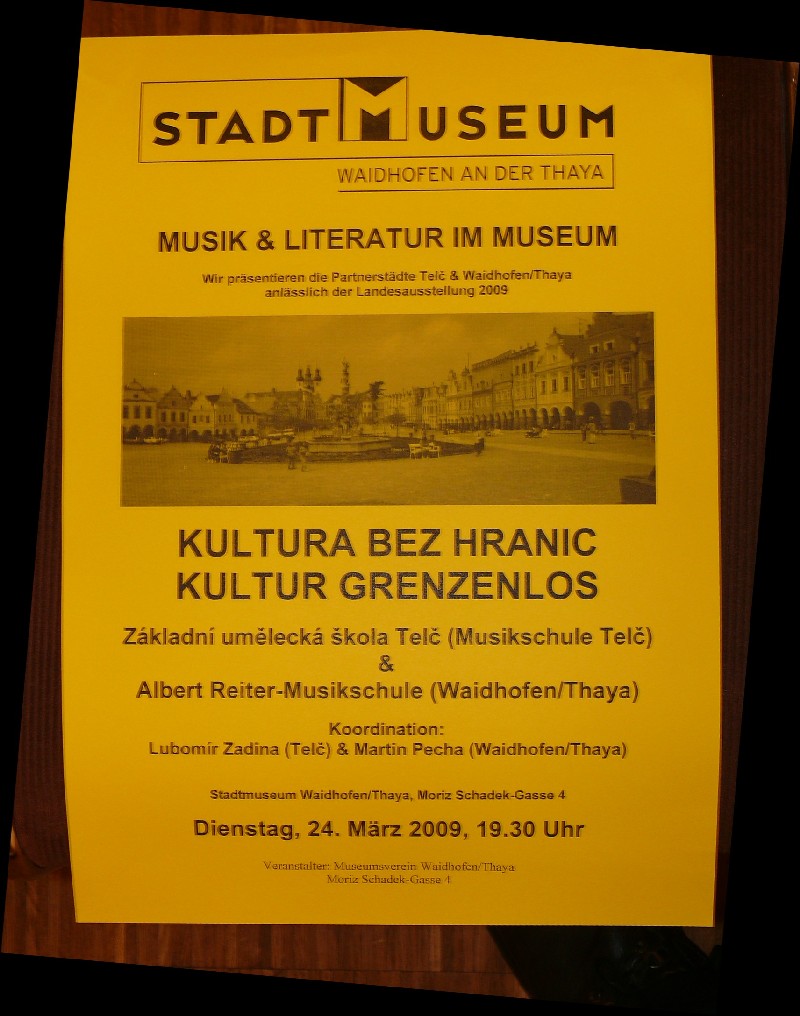 STADTMUSEUM
WAIDHOFEN AN DER THAYA
MUSIK & LITERATUR IM MUSEUM
Wir präsentieren die Partnerstädte Telč & Waidhofen/Thaya
anlässlich der Landesausstellung 2009
KULTURA BEZ HRANIC
KULTUR GRENZENLOS
Základní umělecká škola Telč (Musikschule Telč)
&
Albert Reiter-Musikschule (Waidhofen/Thaya)
Koordination:
Lubomír Zadina (Telč) & Martin Pecha (Waidhofen/Thaya)
Stadtmuseum Waidhofen/Thaya, Moriz Schadek-Gasse 4
Dienstag, 24. März 2009, 19.30 Uhr
Veranstalter: Museumsverein Waidhofen/Thaya
Moriz Schadek-Gasse 4